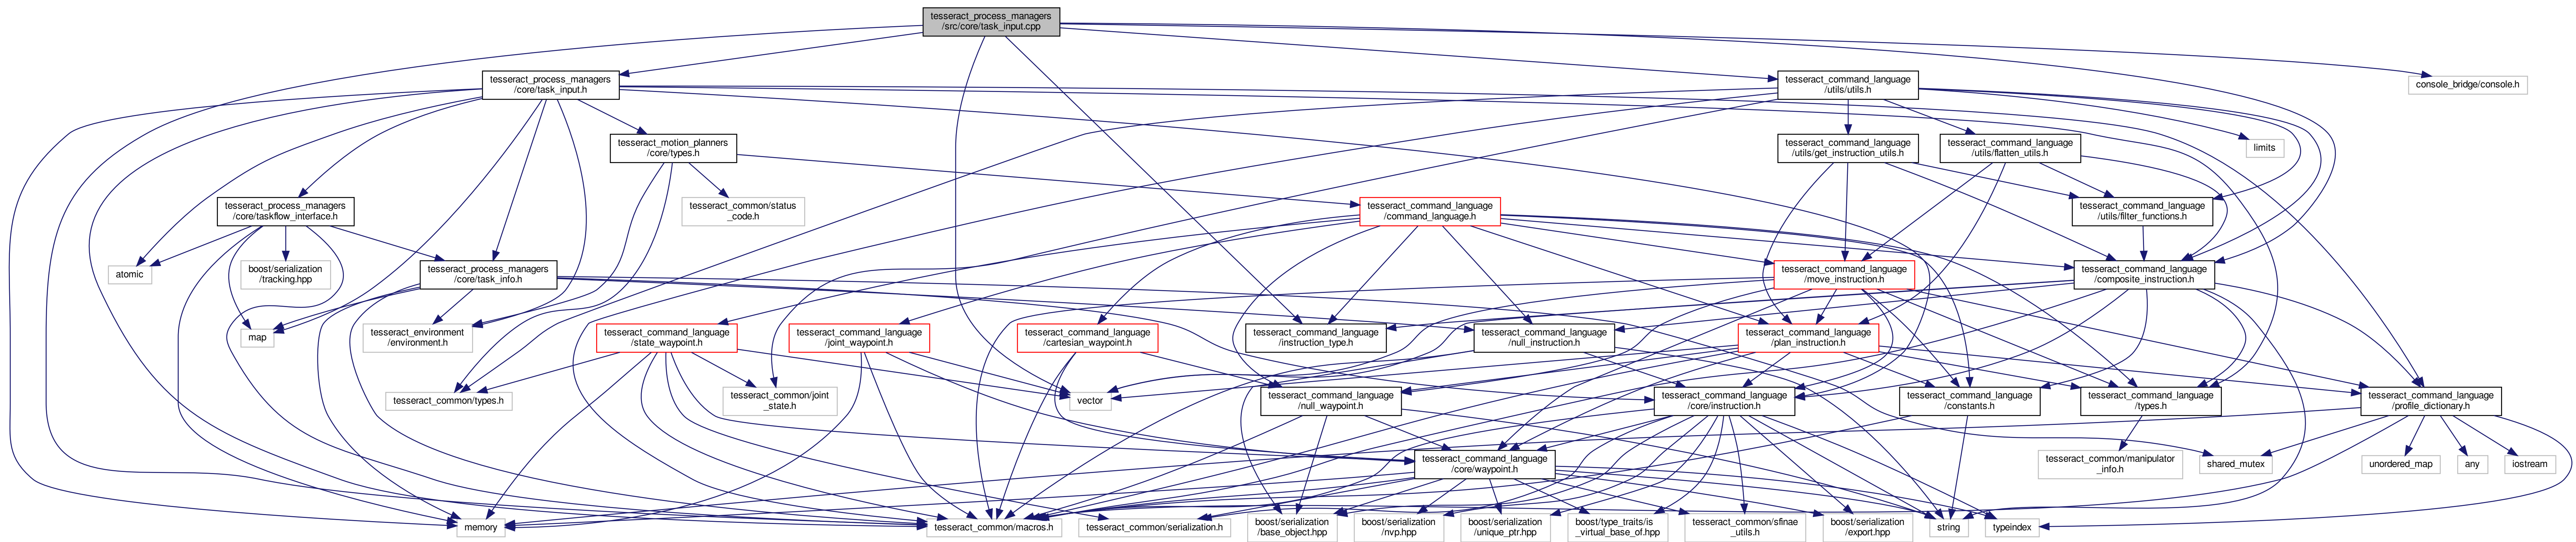 tesseract_process_managers
/src/core/task_input.cpp
tesseract_process_managers
/core/task_input.h
tesseract_command_language
/utils/utils.h
console_bridge/console.h
tesseract_motion_planners
/core/types.h
tesseract_command_language
/utils/get_instruction_utils.h
tesseract_command_language
/utils/flatten_utils.h
limits
tesseract_process_managers
/core/taskflow_interface.h
tesseract_common/status
_code.h
tesseract_command_language
/command_language.h
tesseract_command_language
/utils/filter_functions.h
atomic
boost/serialization
/tracking.hpp
tesseract_process_managers
/core/task_info.h
tesseract_command_language
/move_instruction.h
tesseract_command_language
/composite_instruction.h
map
tesseract_environment
/environment.h
tesseract_command_language
/state_waypoint.h
tesseract_command_language
/joint_waypoint.h
tesseract_command_language
/cartesian_waypoint.h
tesseract_command_language
/instruction_type.h
tesseract_command_language
/null_instruction.h
tesseract_command_language
/plan_instruction.h
tesseract_common/types.h
tesseract_common/joint
_state.h
vector
tesseract_command_language
/null_waypoint.h
tesseract_command_language
/core/instruction.h
tesseract_command_language
/constants.h
tesseract_command_language
/types.h
tesseract_command_language
/profile_dictionary.h
tesseract_command_language
/core/waypoint.h
tesseract_common/manipulator
_info.h
shared_mutex
unordered_map
any
iostream
memory
tesseract_common/macros.h
tesseract_common/serialization.h
boost/serialization
/base_object.hpp
boost/serialization
/nvp.hpp
boost/serialization
/unique_ptr.hpp
boost/type_traits/is
_virtual_base_of.hpp
tesseract_common/sfinae
_utils.h
boost/serialization
/export.hpp
string
typeindex